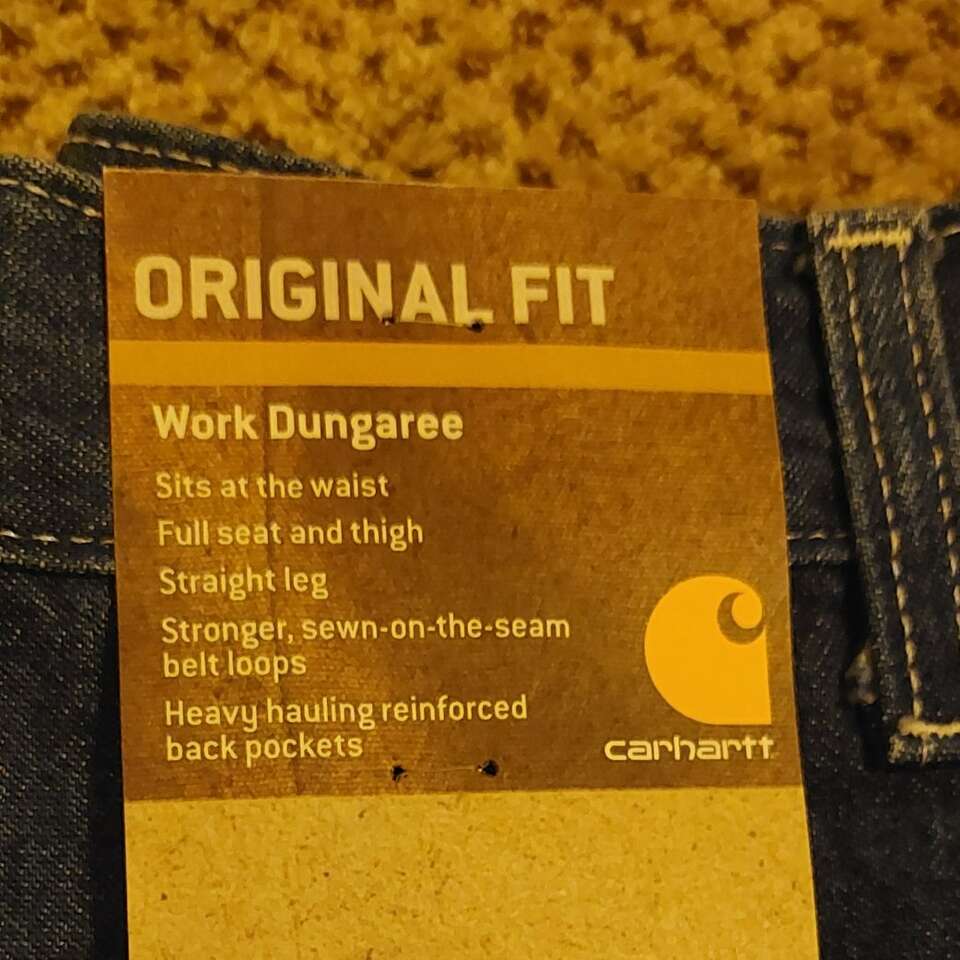 ORIGINAL FIT
Work Dungaree
Sits at the waist
Full seat and thigh
Straight leg
Stronger, sewn-on-the-seam
belt loops
Heavy hauling reinforced
back pockets
carhartt